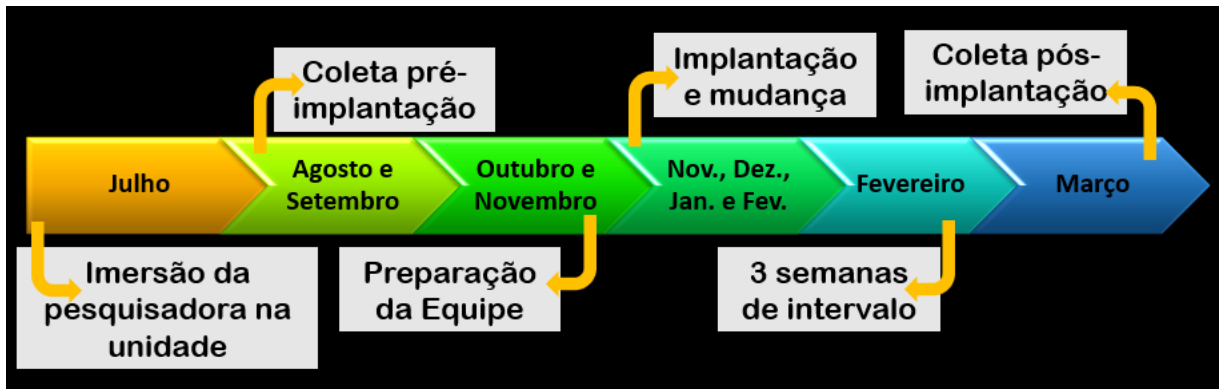 Coleta pré-
implantação
Implantação
e mudança
Coleta pós-
implantação
Julho
Agosto e
Setembro
Outubro e
Novembro
Nov., Dez.,
Jan. e Fev.
Fevereiro
Março
Imersão da
pesquisadora na
unidade
Preparação
da Equipe
3 semanas
de intervalo